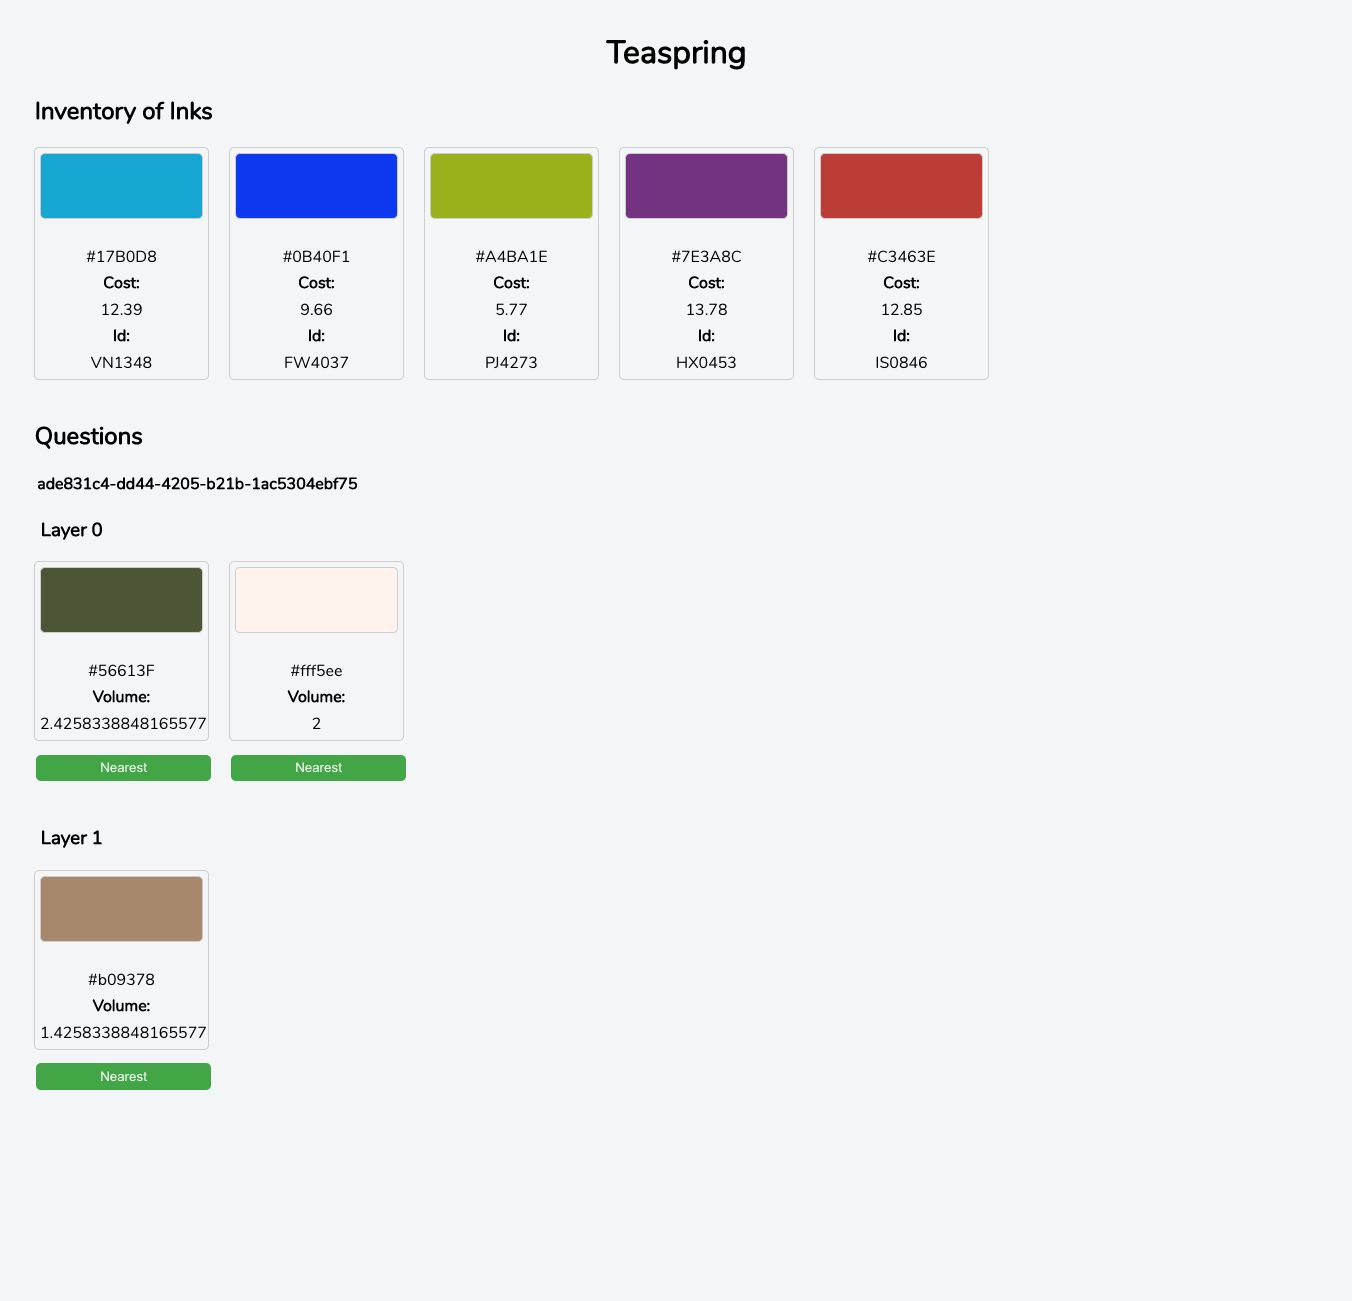 Teaspring
Inventory of Inks
#17B0D8
Cost:
12.39
Id:
VN1348
#0B40F1
Cost:
9.66
Id:
FW4037
#A4BA1E
Cost:
5.77
Id:
PJ4273
#7E3A8C
Cost:
13.78
Id:
HX0453
#C3463E
Cost:
12.85
Id:
IS0846
Questions
ade831c4-dd44-4205-b21b-1ac5304ebf75
Layer 0
#56613F
Volume:
2.4258338848165577
Nearest
#fff5ee
Volume:
2
Nearest
Layer 1
#b09378
Volume:
1.4258338848165577
Nearest